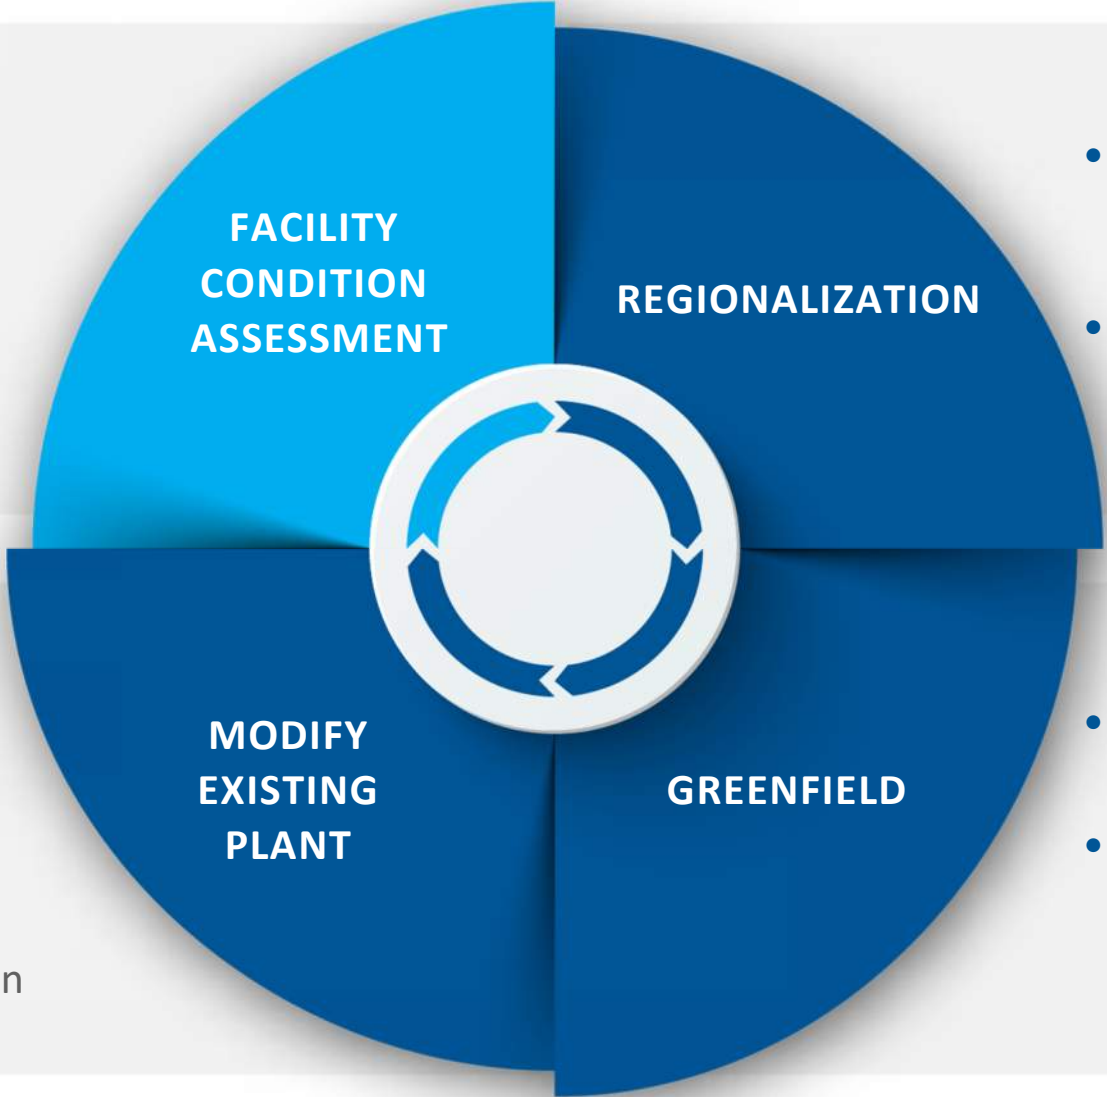 FACILITY
CONDITION
ASSESSMENT
REGIONALIZATION
MODIFY
EXISTING
PLANT
GREENFIELD
n